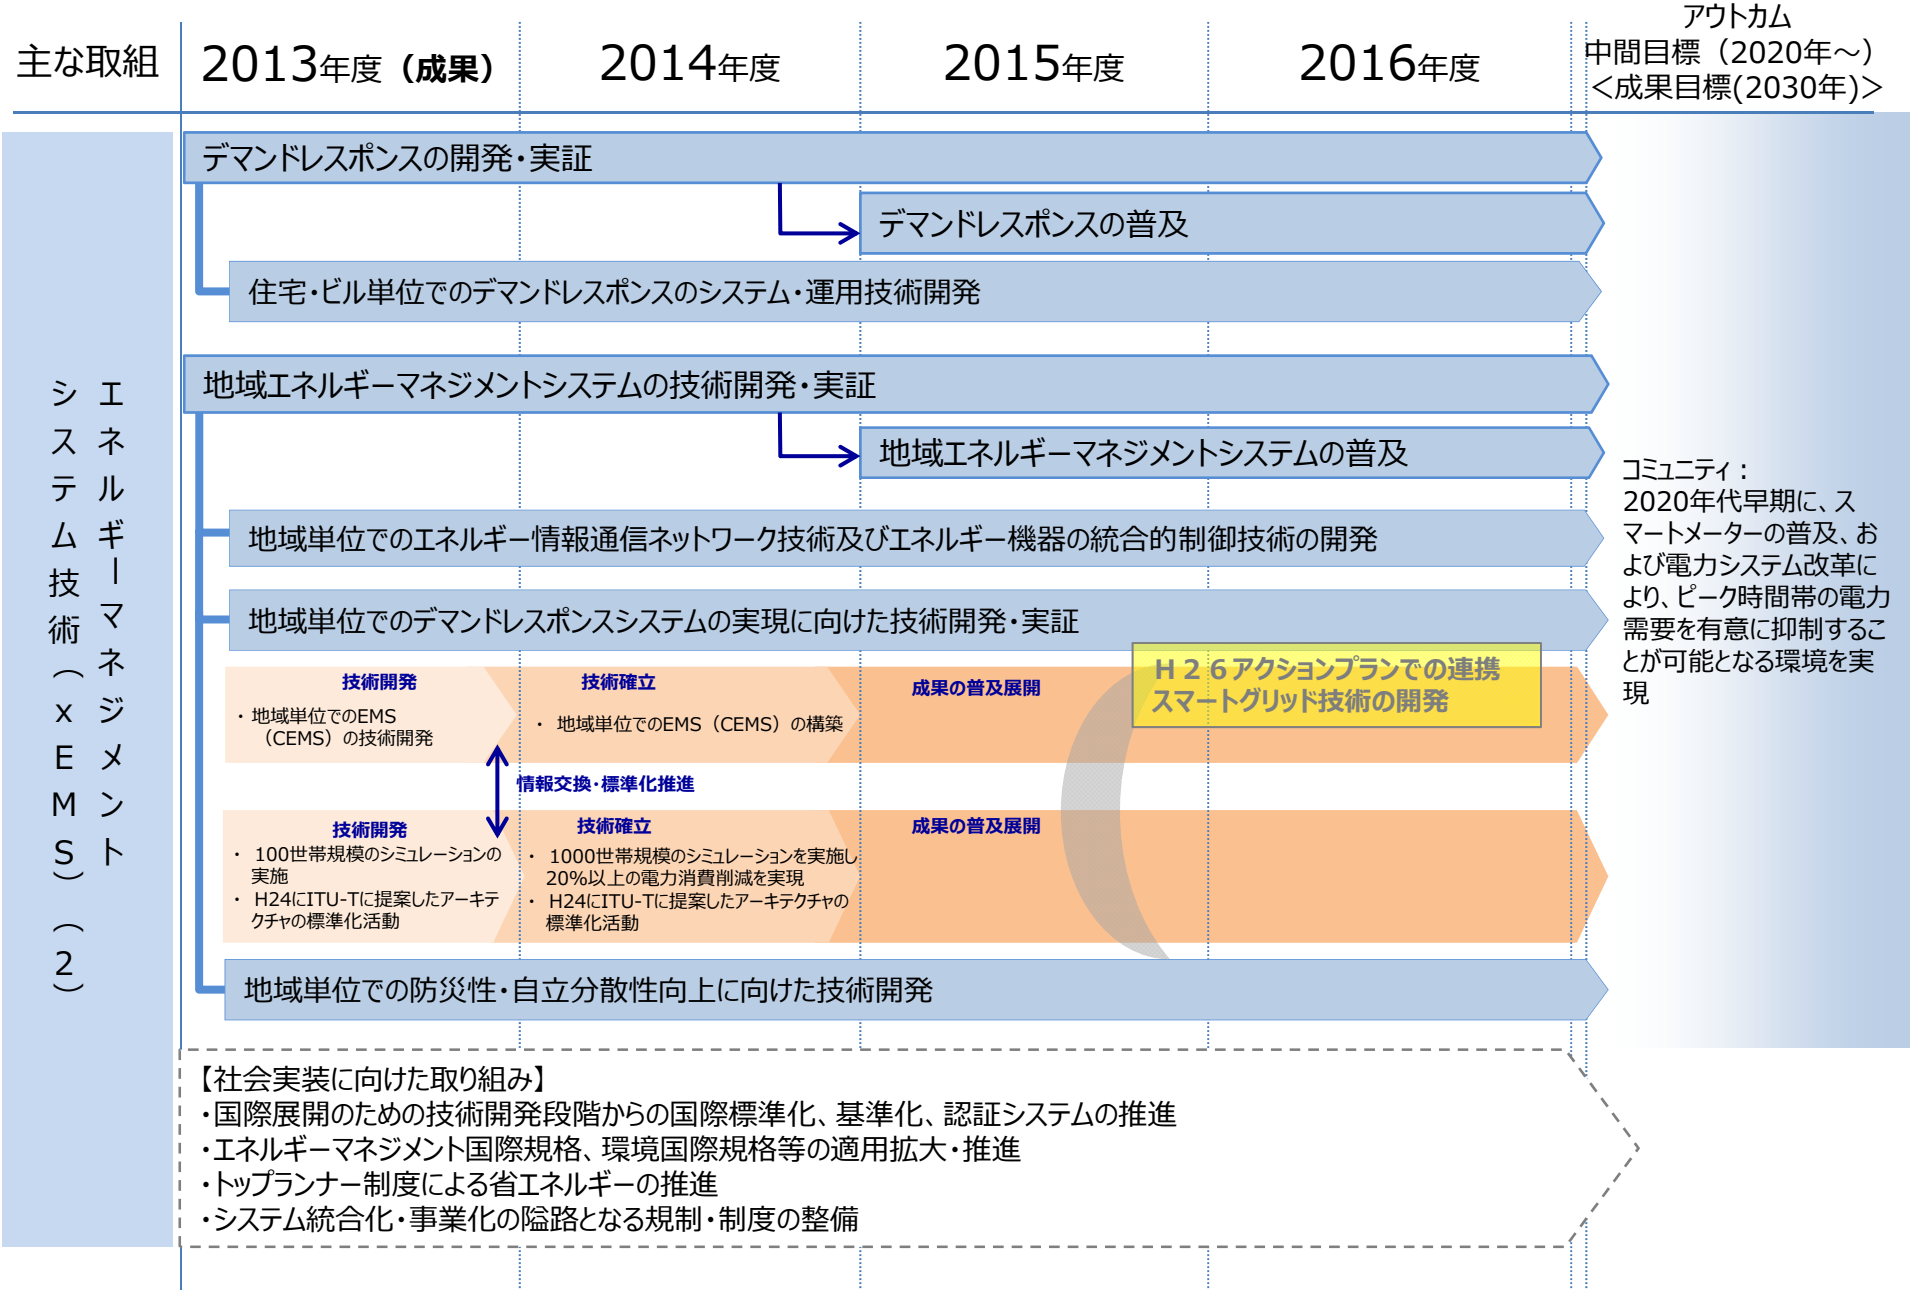 主な取組
2013年度（成果）
2014年度
2015年度
2016年度
アウトカム
中間目標（2020年～）
＜成果目標(2030年)＞
エネルギーマネジメント
システム技術（xEMS）（2）
デマンドレスポンスの開発・実証
デマンドレスポンスの普及
住宅・ビル単位でのデマンドレスポンスのシステム・運用技術開発
地域エネルギーマネジメントシステムの技術開発・実証
地域エネルギーマネジメントシステムの普及
地域単位でのエネルギー情報通信ネットワーク技術及びエネルギー機器の統合的制御技術の開発
地域単位でのデマンドレスポンスシステムの実現に向けた技術開発・実証
H２６アクションプランでの連携
スマートグリッド技術の開発
技術開発
・地域単位でのEMS
（CEMS）の技術開発
技術確立
・ 地域単位でのEMS（CEMS）の構築
成果の普及展開
情報交換・標準化推進
技術開発
・ 100世帯規模のシミュレーションの
実施
・ H24にITU-Tに提案したアーキテ
クチャの標準化活動
技術確立
・ 1000世帯規模のシミュレーションを実施し
20%以上の電力消費削減を実現
・ H24にITU-Tに提案したアーキテクチャの
標準化活動
成果の普及展開
地域単位での防災性・自立分散性向上に向けた技術開発
コミュニティ：
2020年代早期に、ス
マートメーターの普及、お
よび電力システム改革に
より、ピーク時間帯の電力
需要を有意に抑制するこ
とが可能となる環境を実
現
【社会実装に向けた取り組み】
・国際展開のための技術開発段階からの国際標準化、基準化、認証システムの推進
・エネルギーマネジメント国際規格、環境国際規格等の適用拡大・推進
・トップランナー制度による省エネルギーの推進
・システム統合化・事業化の隘路となる規制・制度の整備